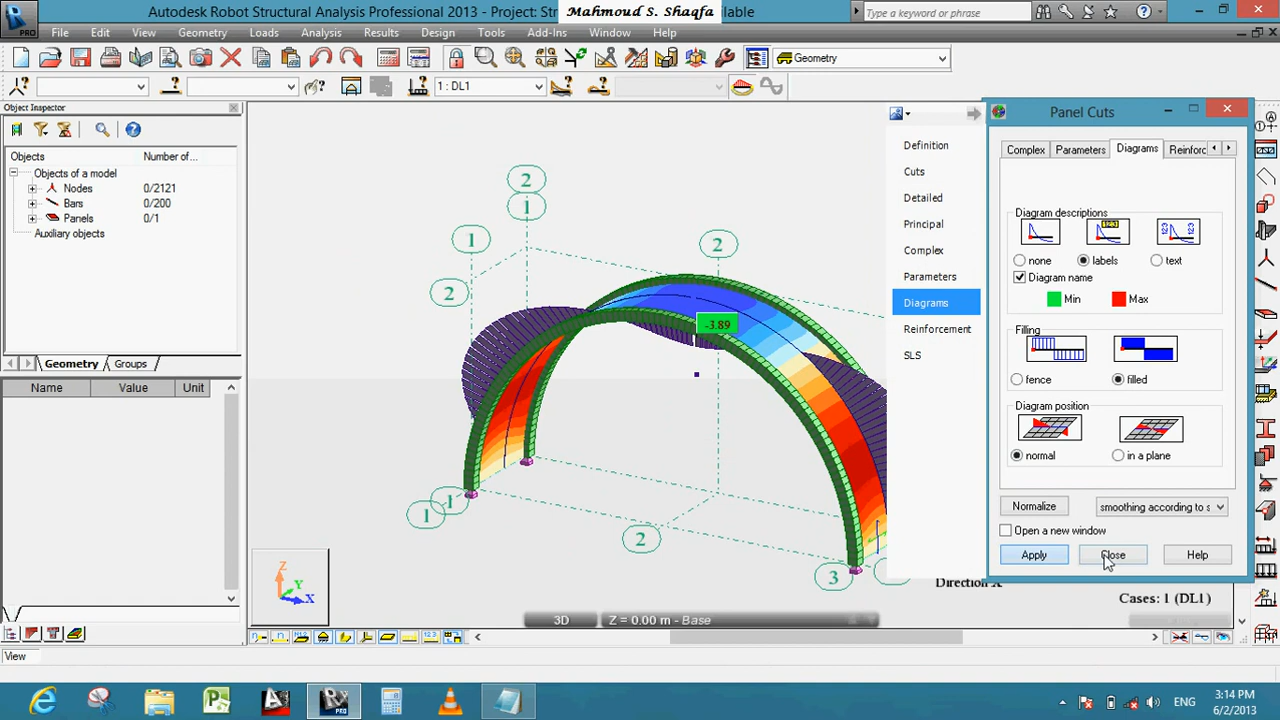 Autodesk Robot Structural Analysis Professional 2013 - Project: Str
Mahmoud S. Shaqfa
ilable
Type a keyword or phrase
PRO
File Edit View Geometry Loads Analysis Results Design Tools Add-Ins Window Help
Geometry
1 : DL1
Object Inspector
Objects Number of...
Objects of a model
Nodes 0/2121
Bars 0/200
Panels 0/1
Auxiliary objects
Geometry Groups
Name Value Unit
View
2
1
1
2
2
-3.89
1
1
2
3
Z
Y
X
3D Z = 0.00 m - Base
Direction X
Cases: 1 (DL1)
Definition
Cuts
Detailed
Principal
Complex
Parameters
Diagrams
Reinforcement
SLS
Panel Cuts
Complex Parameters Diagrams Reinforc
Diagram descriptions
none labels text
Diagram name
Min Max
Filling
fence filled
Diagram position
normal in a plane
Normalize smoothing according to s
Open a new window
Apply Close Help
PRO
ENG
3:14 PM
6/2/2013